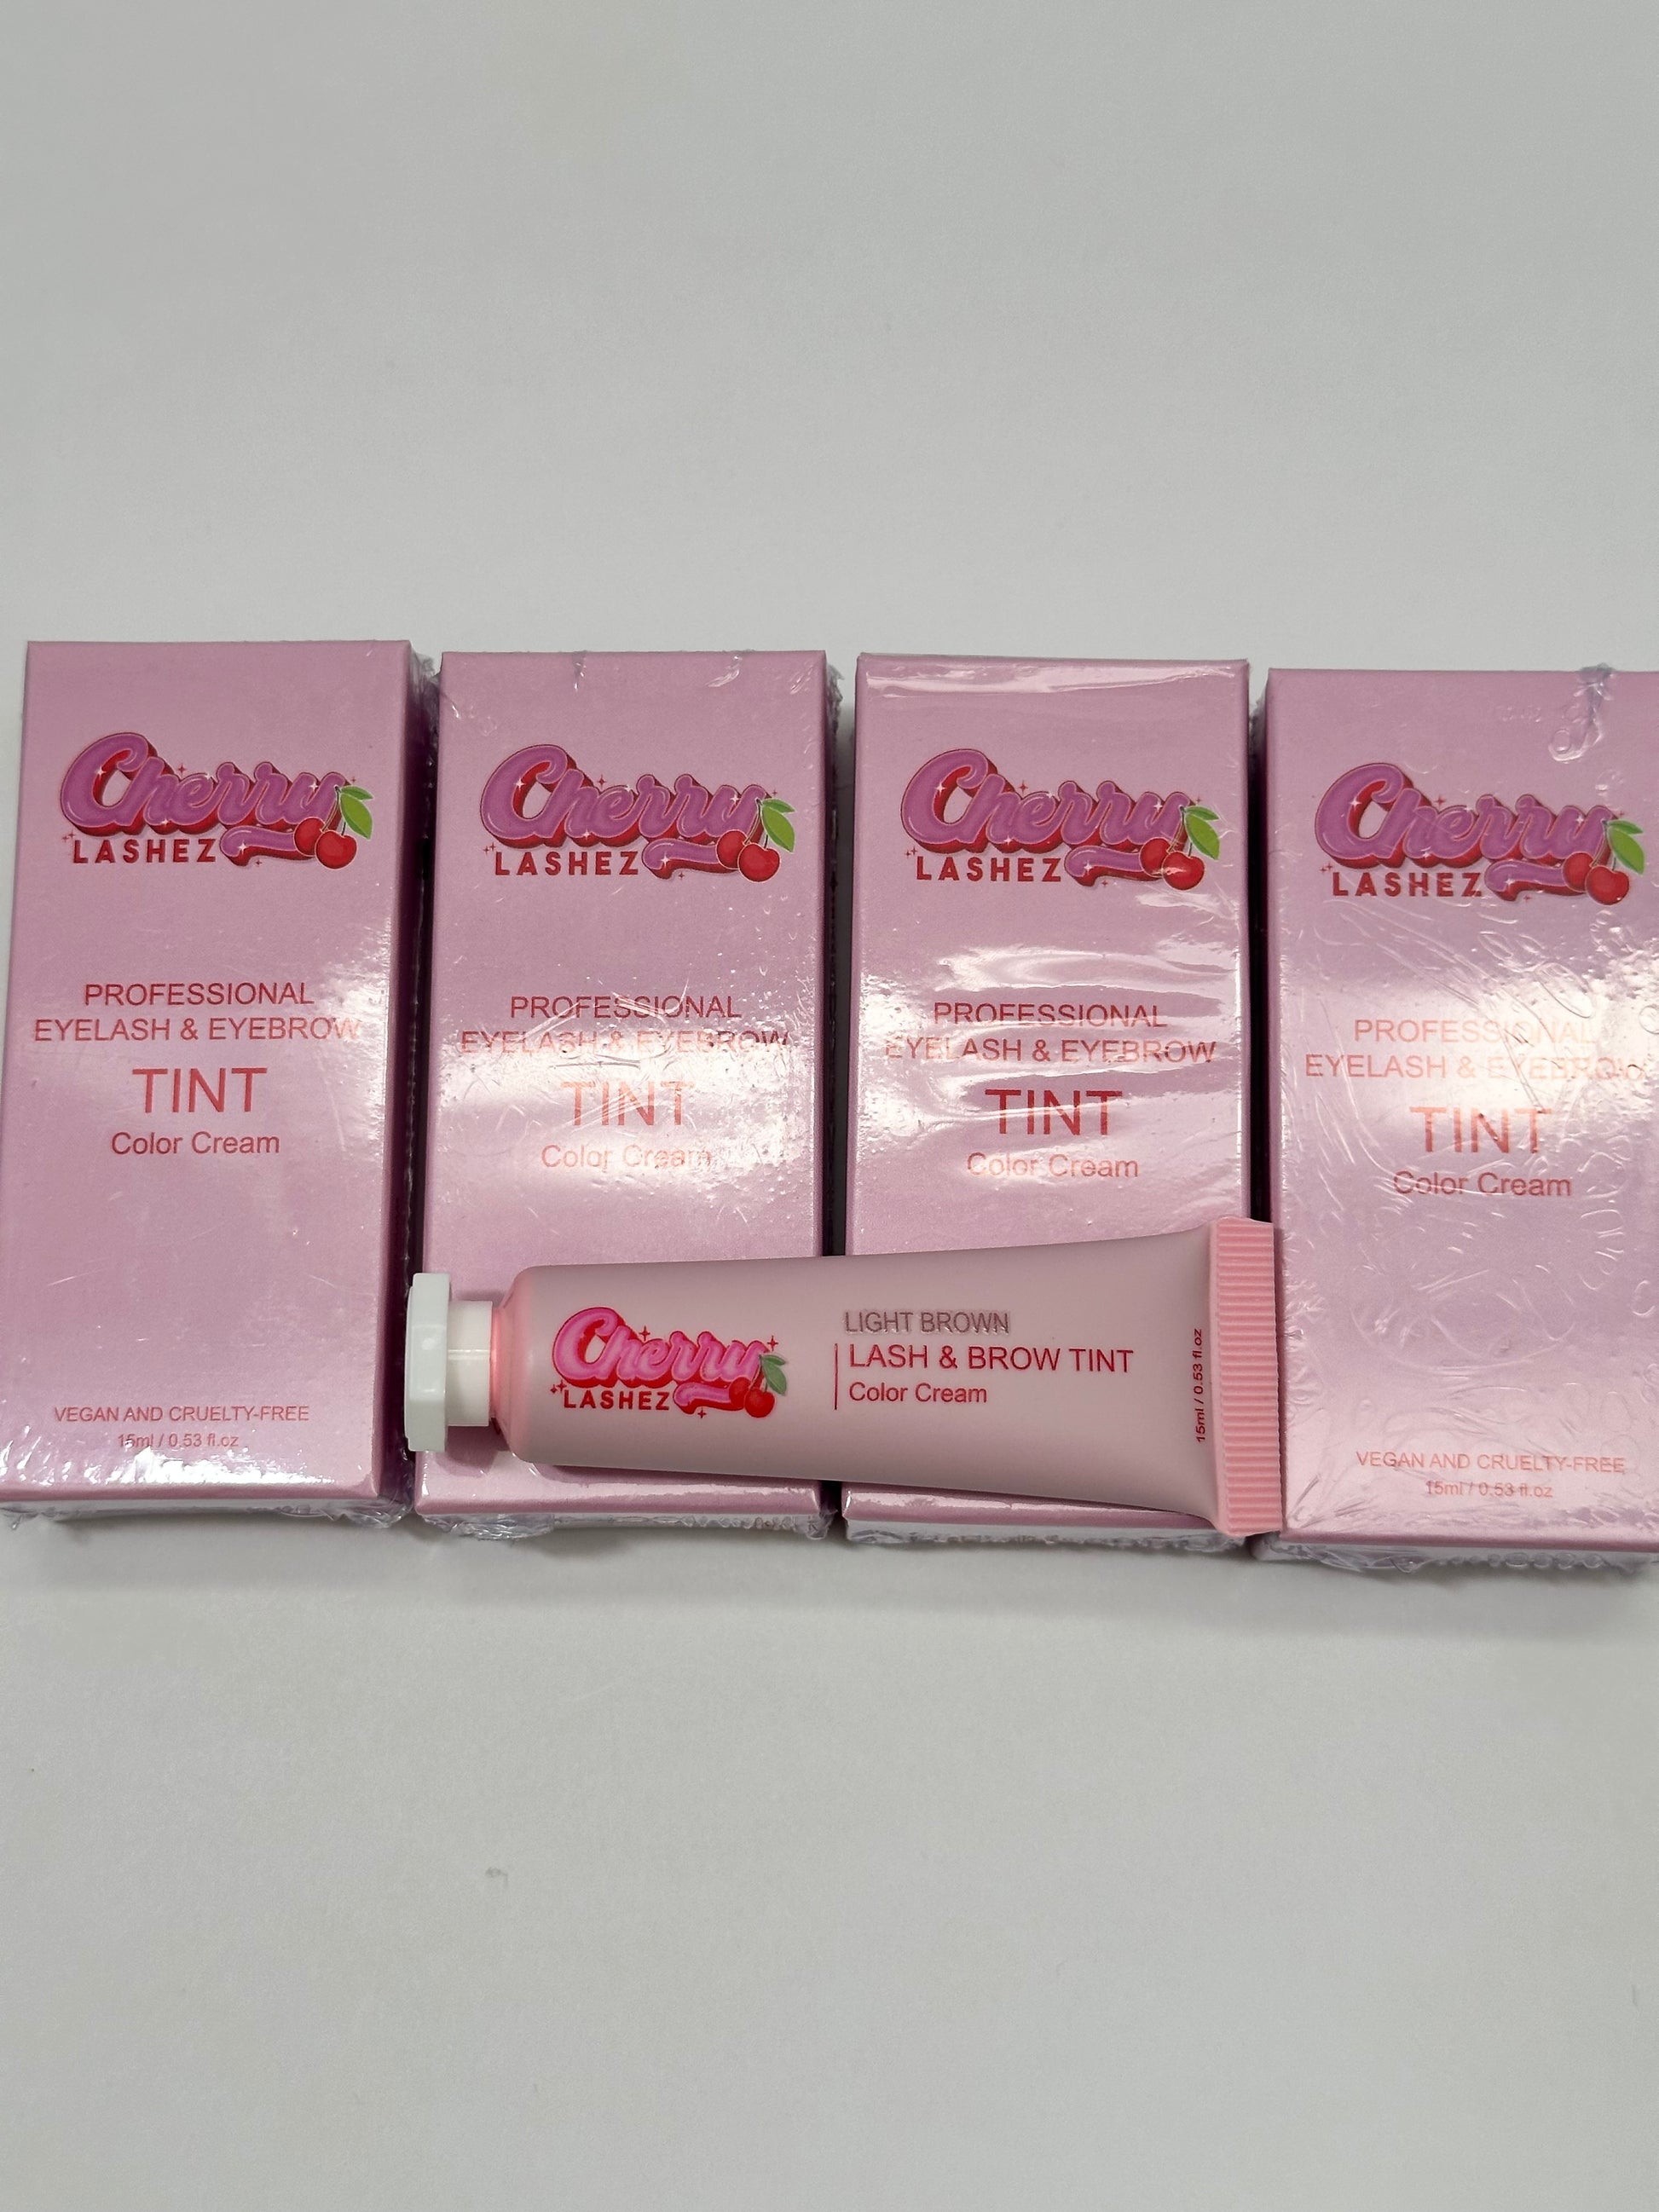 Cherry
LASHEZ
PROFESSIONAL
EYELASH & EYEBROW
TINT
Color Cream
VEGAN AND CRUELTY-FREE
15ml / 0.53 fl.oz
Cherry
LASHEZ
PROFESSIONAL
EYELASH & EYEBROW
TINT
Color Cream
Cherry
LASHEZ
PROFESSIONAL
EYELASH & EYEBROW
TINT
Color Cream
Cherry
LASHEZ
PROFESSIONAL
EYELASH & EYEBROW
TINT
Color Cream
VEGAN AND CRUELTY-FREE
15ml / 0.53 fl.oz
Cherry
LASHEZ
LIGHT BROWN
LASH & BROW TINT
Color Cream
15ml / 0.53 fl.oz